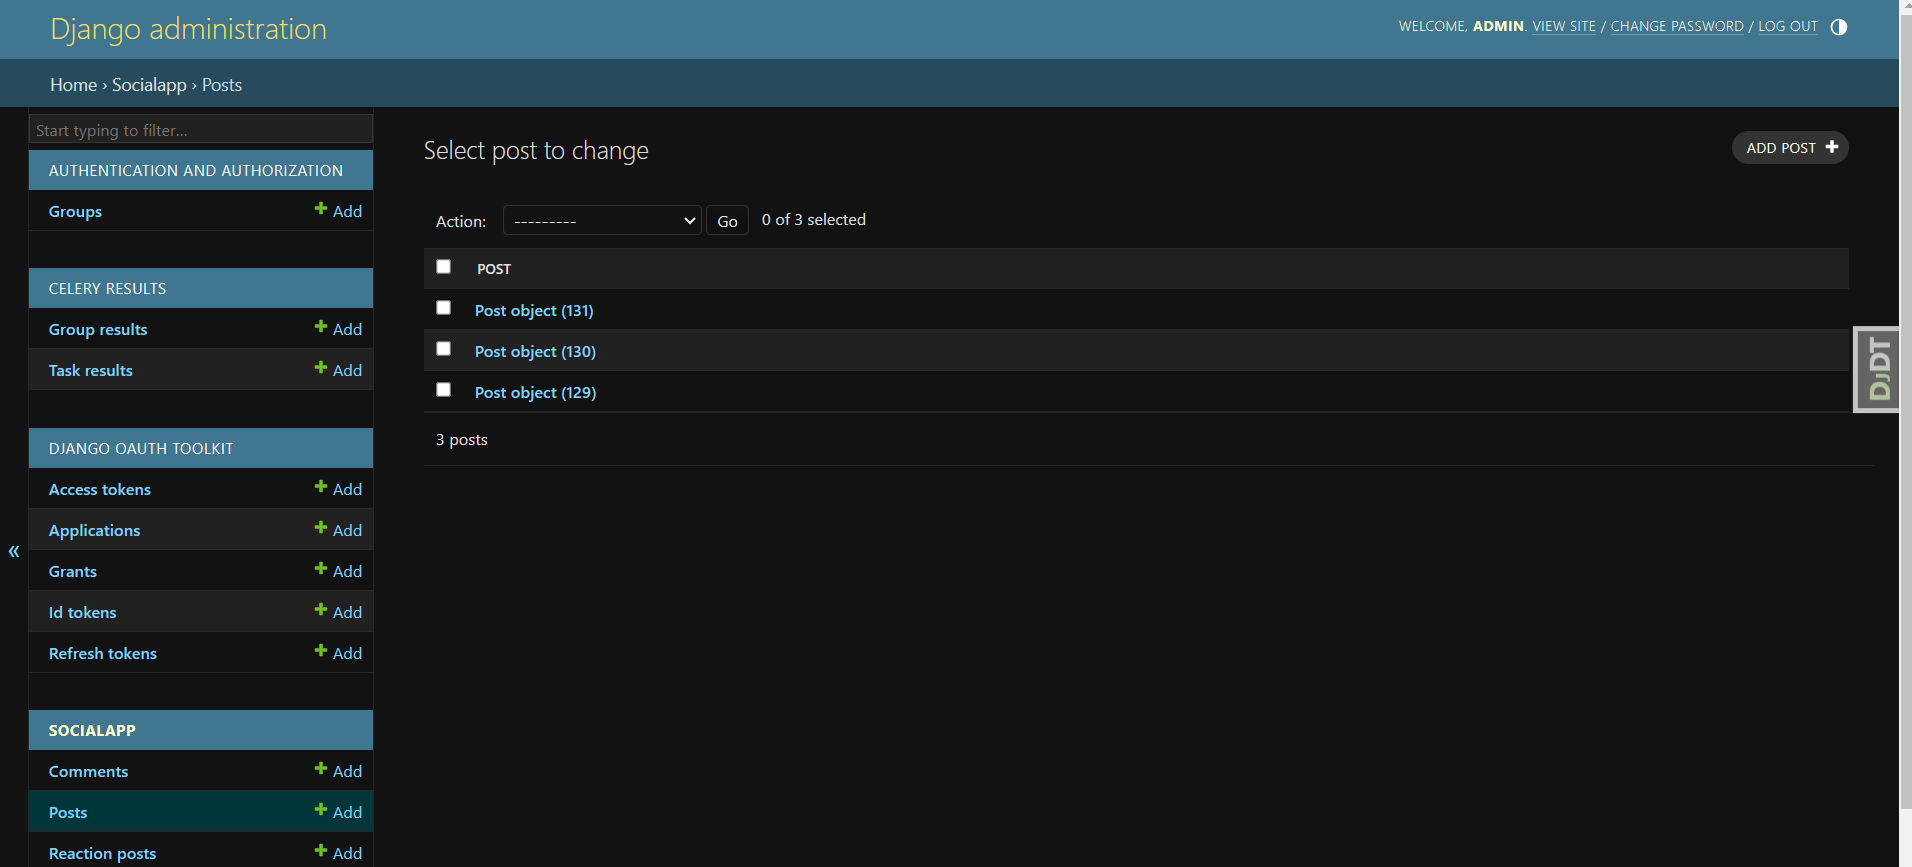 Django administration
WELCOME, ADMIN. VIEW SITE / CHANGE PASSWORD / LOG OUT
Home › Socialapp › Posts
Start typing to filter...
AUTHENTICATION AND AUTHORIZATION
Groups Add
CELERY RESULTS
Group results Add
Task results Add
DJANGO OAUTH TOOLKIT
Access tokens Add
Applications Add
Grants Add
Id tokens Add
Refresh tokens Add
SOCIALAPP
Comments Add
Posts Add
Reaction posts Add
«
Select post to change
ADD POST
Action: --------- Go 0 of 3 selected
POST
Post object (131)
Post object (130)
Post object (129)
3 posts
DJDT